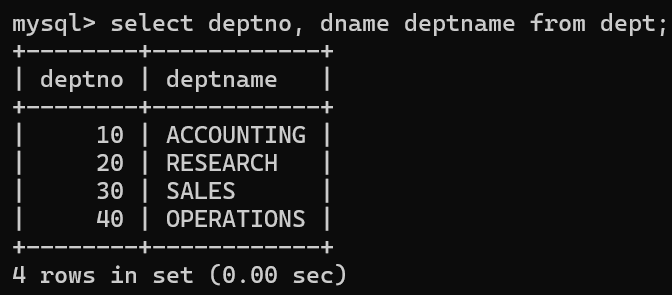 mysql> select deptno, dname deptname from dept;
+--------+------------+
| deptno | deptname   |
+--------+------------+
|     10 | ACCOUNTING |
|     20 | RESEARCH   |
|     30 | SALES      |
|     40 | OPERATIONS |
+--------+------------+
4 rows in set (0.00 sec)